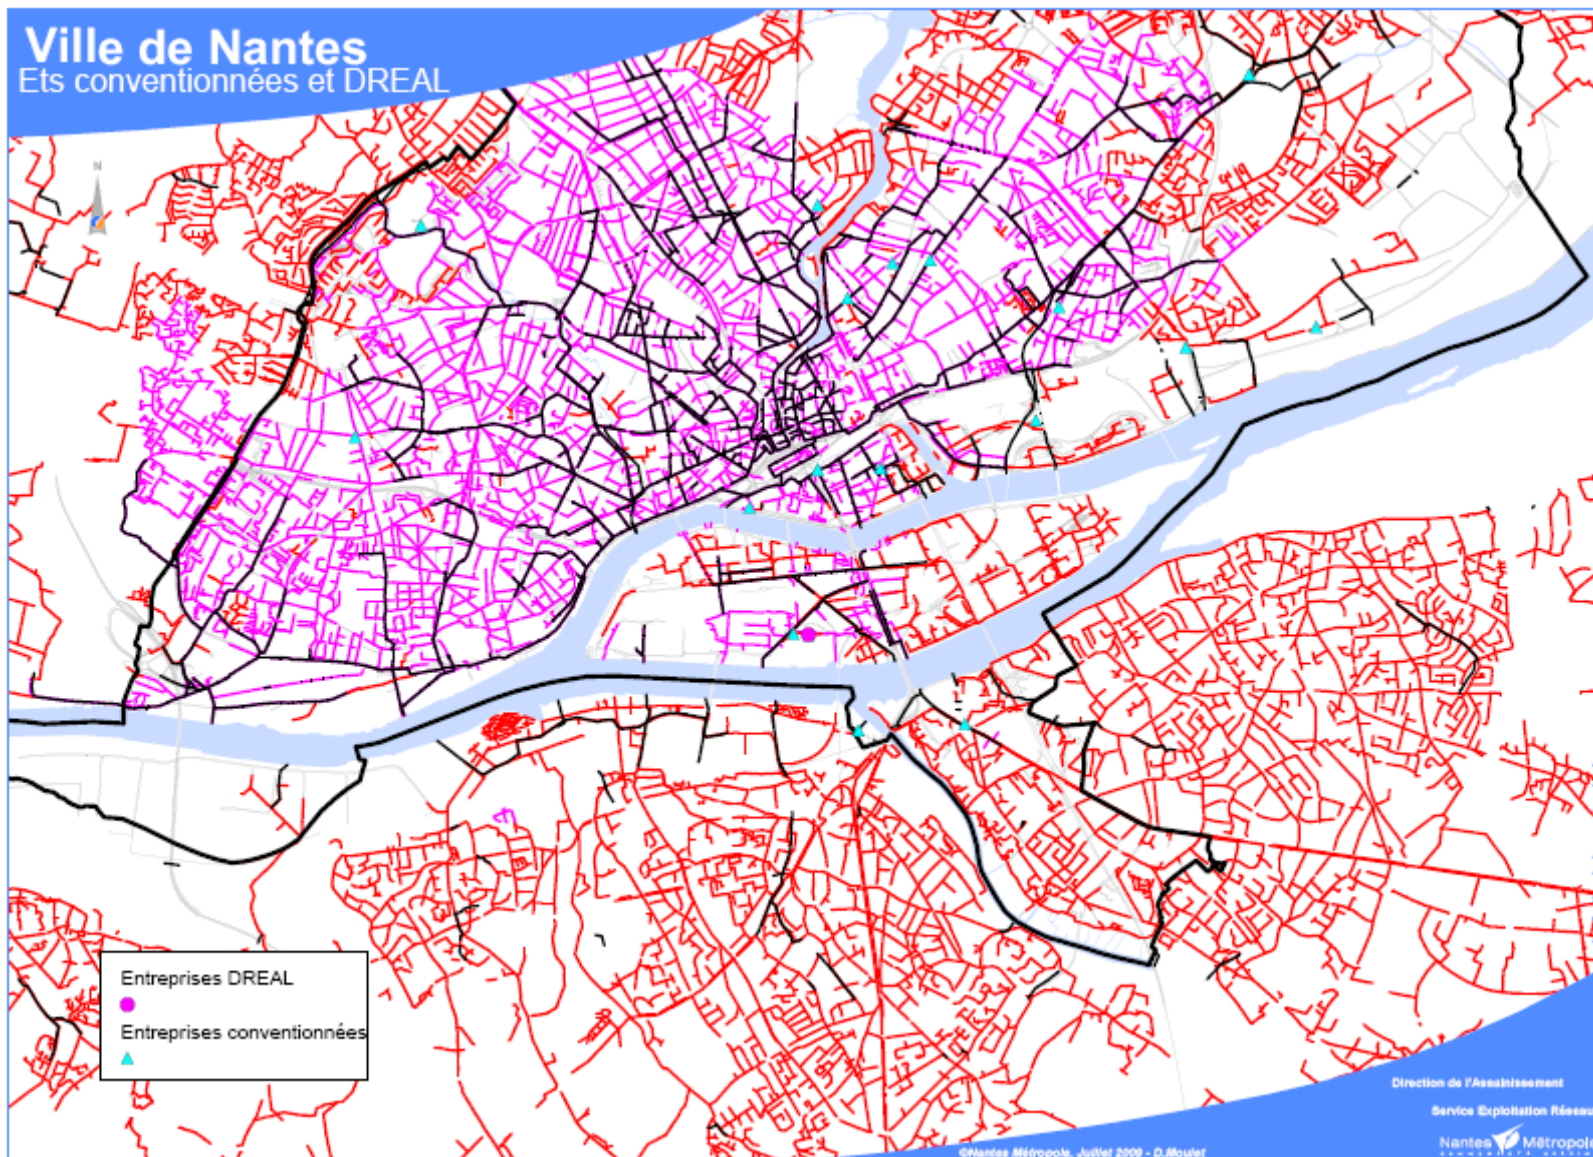 Ville de Nantes
Ets conventionnées et DREAL
N
Entreprises DREAL
Entreprises conventionnées
Direction de l'Assainissement
Service Exploitation Réseau
Nantes Métropole
©Nantes Métropole, Juillet 2009 - D.Moulet